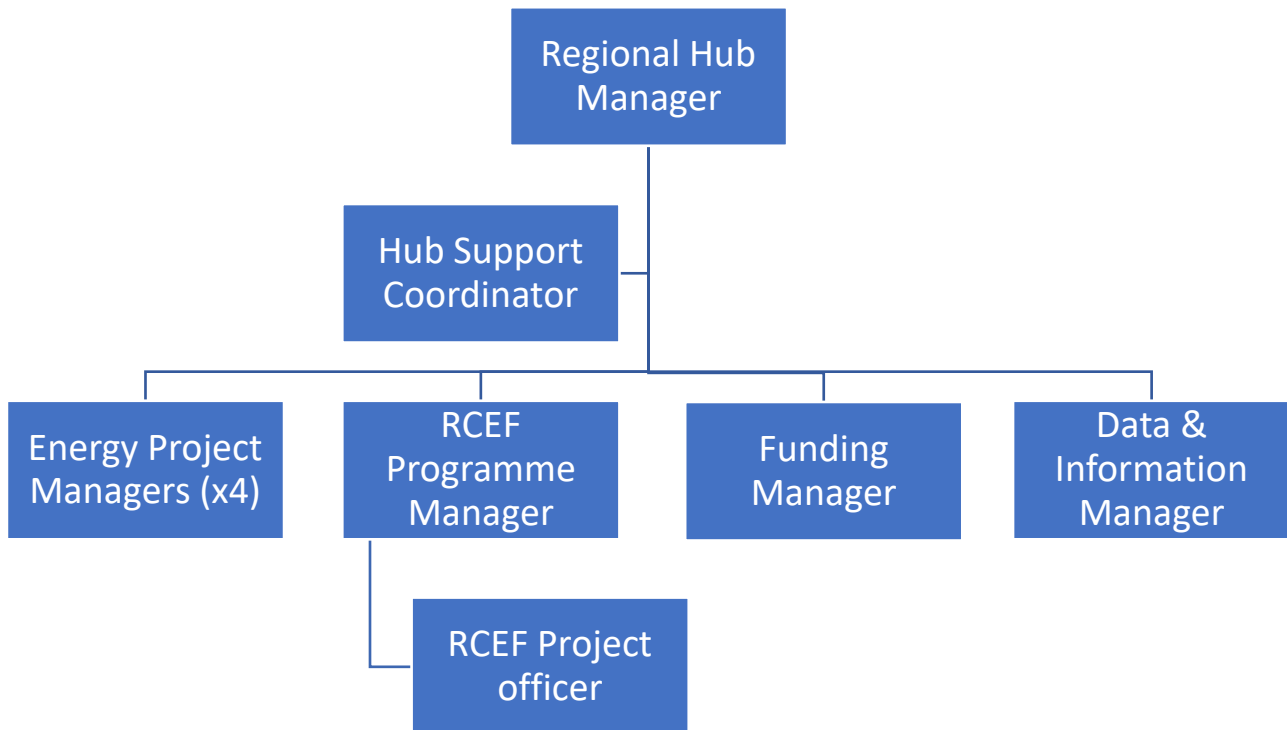 Regional Hub
Manager
Hub Support
Coordinator
Energy Project
Managers (x4)
RCEF
Programme
Manager
Funding
Manager
Data &
Information
Manager
RCEF Project
officer